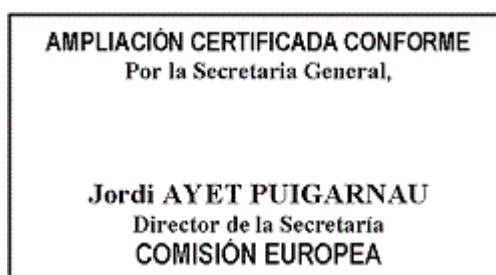 AMPLIACIÓN CERTIFICADA CONFORME
Por la Secretaria General,
Jordi AYET PUIGARNAU
Director de la Secretaría
COMISIÓN EUROPEA